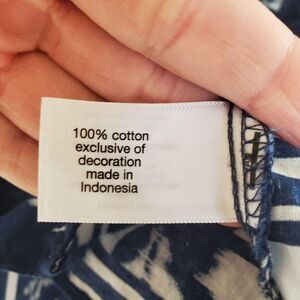 100% cotton
exclusive of
decoration
made in
Indonesia